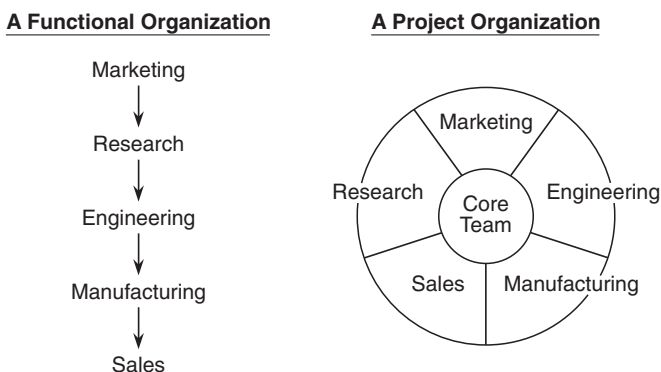 A Functional Organization
Marketing
Research
Engineering
Manufacturing
Sales
A Project Organization
Marketing
Research
Engineering
Core
Team
Sales
Manufacturing